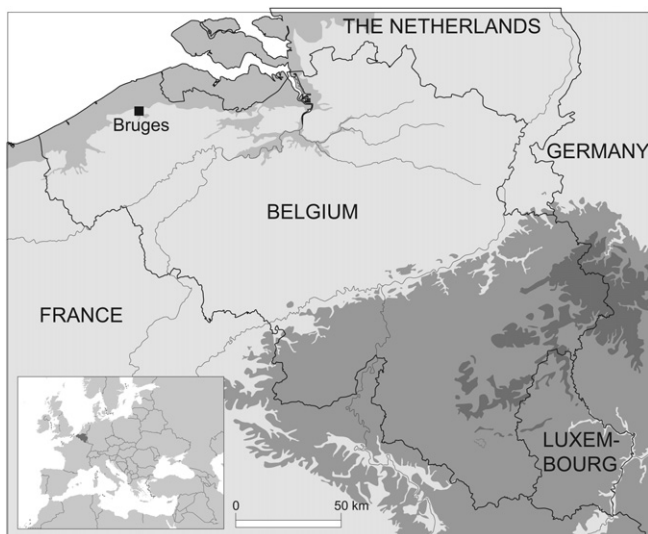 THE NETHERLANDS
Bruges
GERMANY
BELGIUM
FRANCE
LUXEM-
BOURG
0
50 km